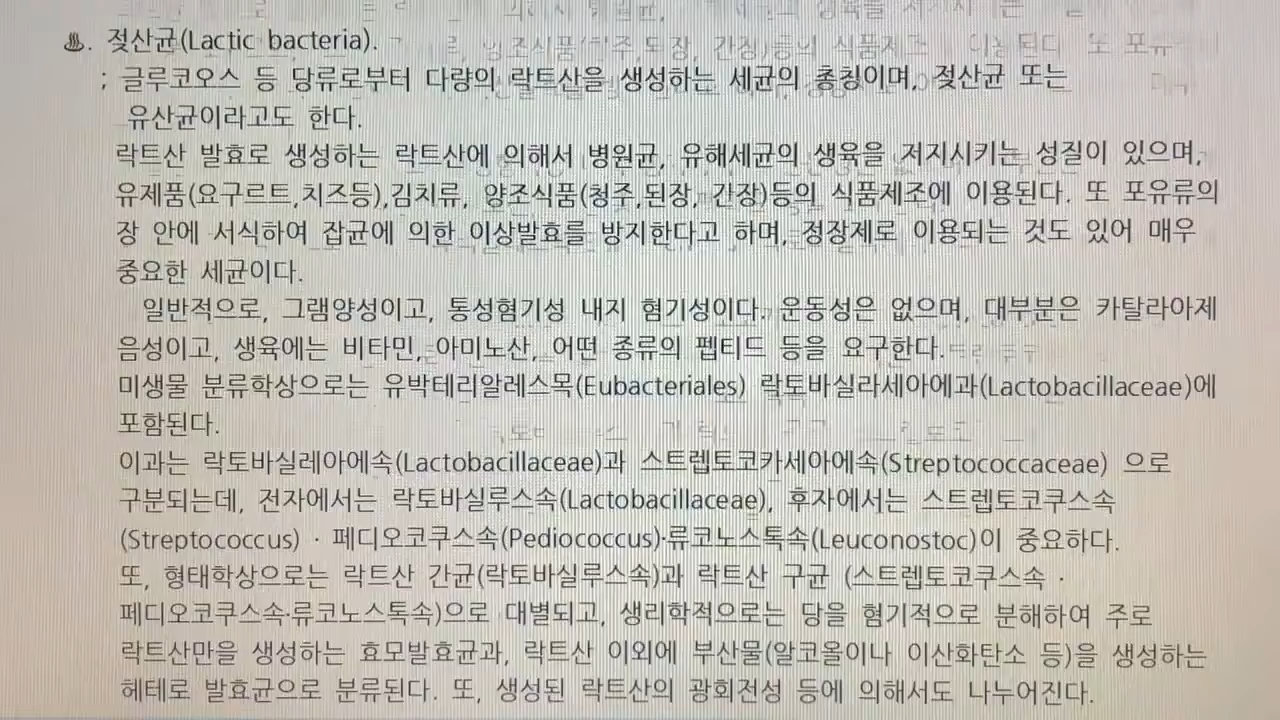 ♨. 젖산균(Lactic bacteria).
; 글루코오스 등 당류로부터 다량의 락트산을 생성하는 세균의 총칭이며, 젖산균 또는
유산균이라고도 한다.
락트산 발효로 생성하는 락트산에 의해서 병원균, 유해세균의 생육을 저지시키는 성질이 있으며,
유제품(요구르트,치즈등),김치류, 양조식품(청주,된장, 간장)등의 식품제조에 이용된다. 또 포유류의
장 안에 서식하여 잡균에 의한 이상발효를 방지한다고 하며, 정장제로 이용되는 것도 있어 매우
중요한 세균이다.
일반적으로, 그램양성이고, 통성혐기성 내지 혐기성이다. 운동성은 없으며, 대부분은 카탈라아제
음성이고, 생육에는 비타민, 아미노산, 어떤 종류의 펩티드 등을 요구한다.
미생물 분류학상으로는 유박테리알레스목(Eubacteriales) 락토바실라세아에과(Lactobacillaceae)에
포함된다.
이과는 락토바실레아에속(Lactobacillaceae)과 스트렙토코카세아에속(Streptococcaceae) 으로
구분되는데, 전자에서는 락토바실루스속(Lactobacillaceae), 후자에서는 스트렙토코쿠스속
(Streptococcus) · 페디오코쿠스속(Pediococcus)·류코노스톡속(Leuconostoc)이 중요하다.
또, 형태학상으로는 락트산 간균(락토바실루스속)과 락트산 구균 (스트렙토코쿠스속 ·
페디오코쿠스속·류코노스톡속)으로 대별되고, 생리학적으로는 당을 혐기적으로 분해하여 주로
락트산만을 생성하는 효모발효균과, 락트산 이외에 부산물(알코올이나 이산화탄소 등)을 생성하는
헤테로 발효균으로 분류된다. 또, 생성된 락트산의 광회전성 등에 의해서도 나누어진다.